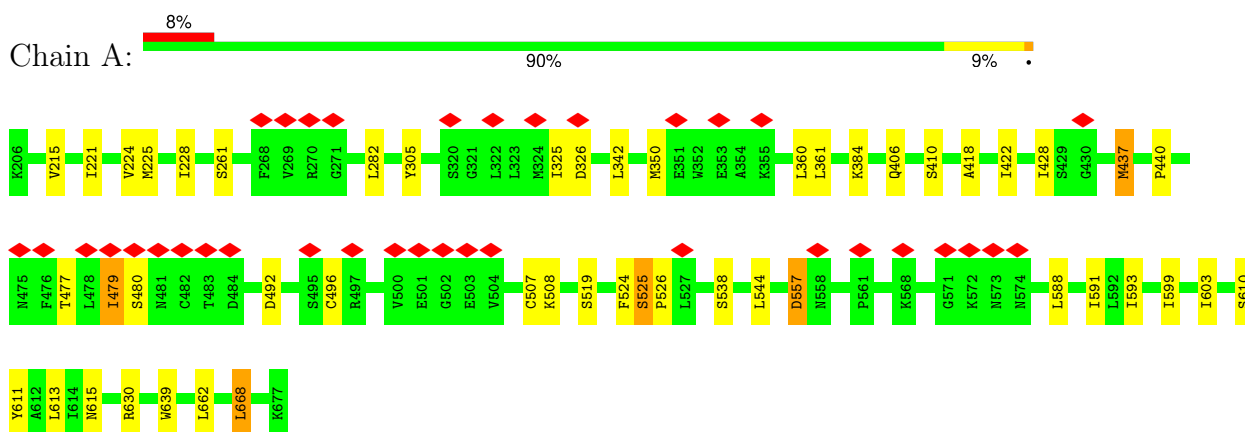 8%
Chain A:
90% 9% •
K206 V215 I221 V224 M225 I228 S261 F268 V269 R270 G271 L282 Y305 S320 G321 L322 L323 M324 I325 D326 L342 M350 E351 W352 E353 A354 K355 L360 L361 K384 Q406 S410 A418 I422 I428 S429 G430 M437 P440
N475 F476 T477 L478 I479 S480 N481 C482 T483 D484 D492 S495 C496 R497 V500 E501 G502 E503 V504 C507 K508 S519 F524 S525 P526 L527 S538 L544 D557 N558 P561 K568 G571 K572 N573 N574 L588 I591 L592 I593 I599 I603 S610
Y611 A612 L613 I614 N615 R630 W639 L662 L668 K677